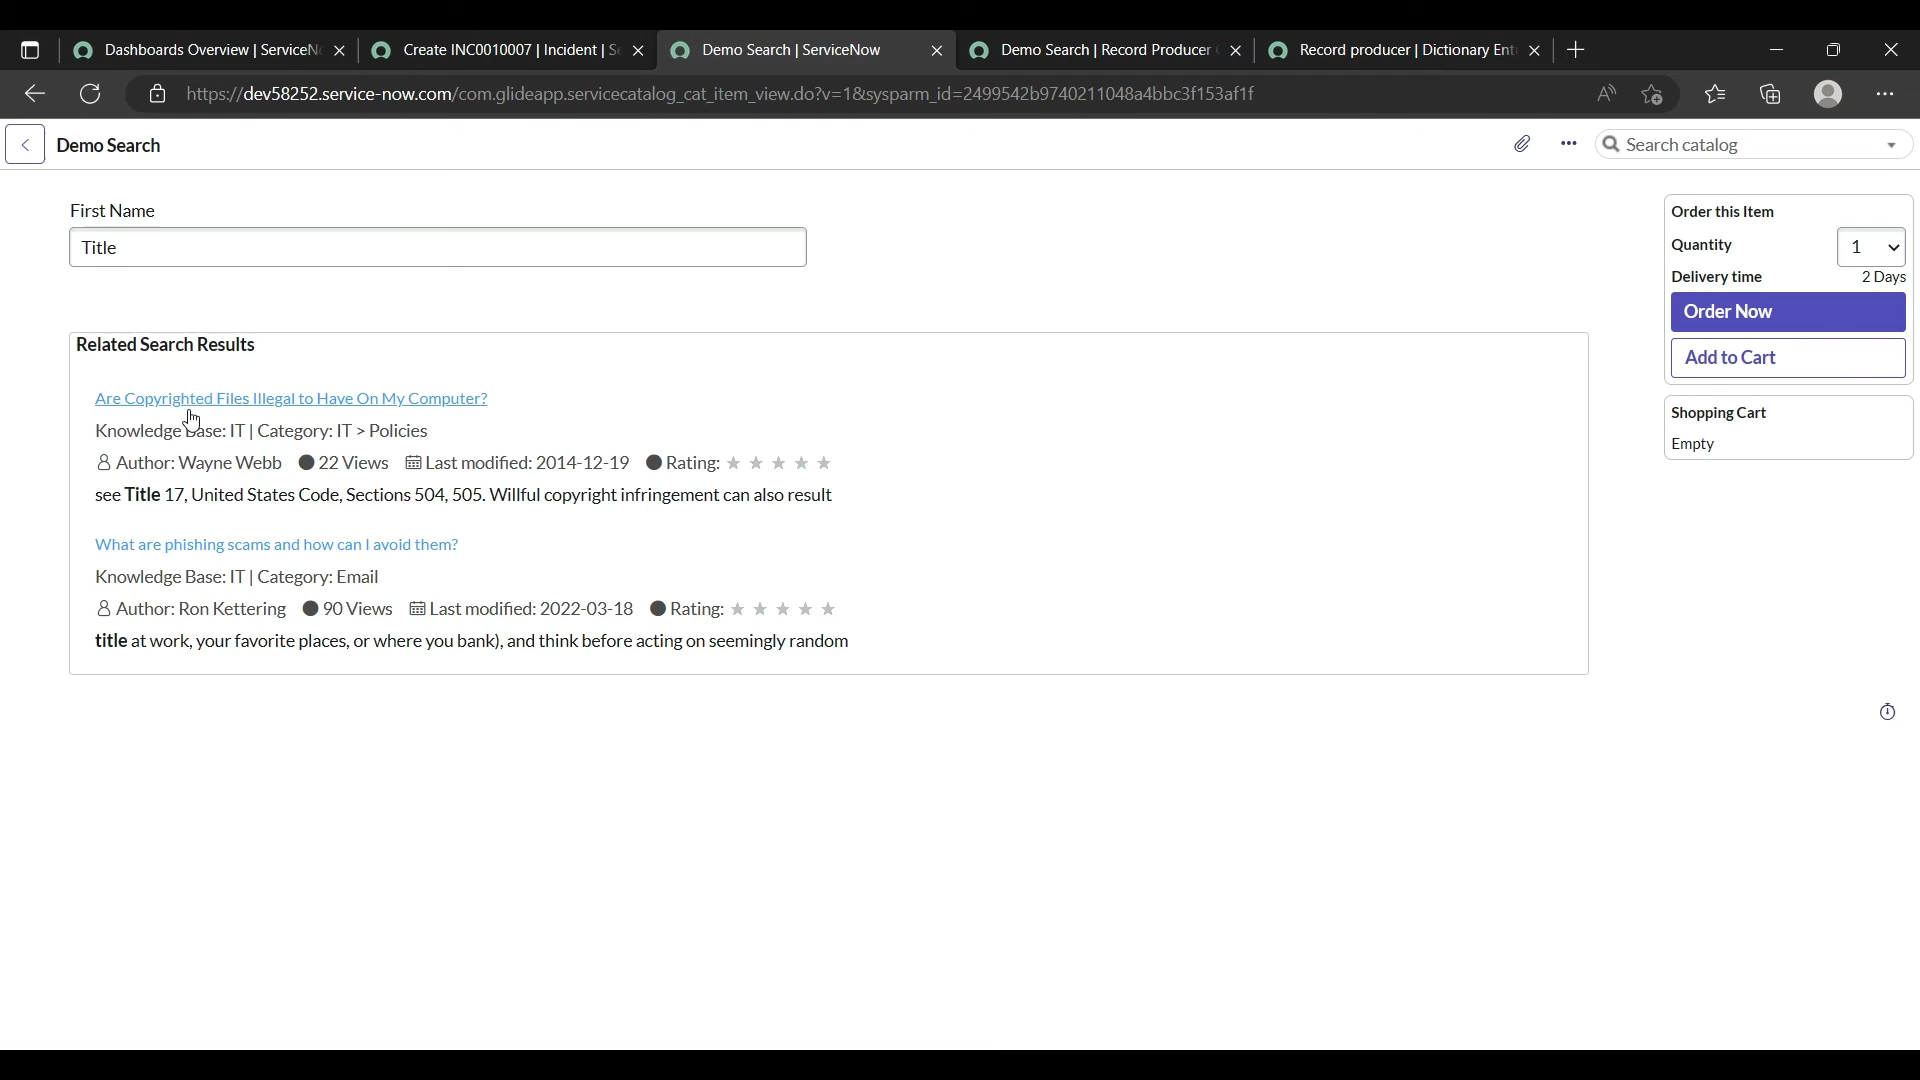 Dashboards Overview | ServiceN
Create INC0010007 | Incident | Se
Demo Search | ServiceNow
Demo Search | Record Producer
Record producer | Dictionary Ent
https://dev58252.service-now.com/com.glideapp.servicecatalog_cat_item_view.do?v=1&sysparm_id=2499542b9740211048a4bbc3f153af1f
Demo Search
Search catalog
First Name
Title
Order this Item
Quantity 1
Delivery time 2 Days
Order Now
Add to Cart
Shopping Cart
Empty
Related Search Results
Are Copyrighted Files Illegal to Have On My Computer?
Knowledge Base: IT | Category: IT > Policies
Author: Wayne Webb 22 Views Last modified: 2014-12-19 Rating:
see Title 17, United States Code, Sections 504, 505. Willful copyright infringement can also result
What are phishing scams and how can I avoid them?
Knowledge Base: IT | Category: Email
Author: Ron Kettering 90 Views Last modified: 2022-03-18 Rating:
title at work, your favorite places, or where you bank), and think before acting on seemingly random